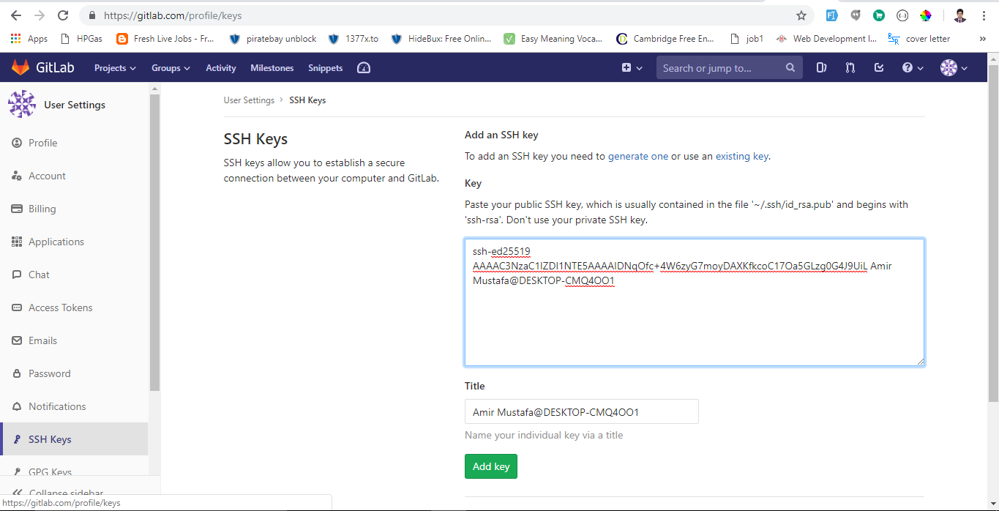 https://gitlab.com/profile/keys
Apps HPGas Fresh Live Jobs - Fr... piratebay unblock 1377x.to HideBux: Free Onlin... Easy Meaning Voca... Cambridge Free En... job1 Web Development I... cover letter »
GitLab Projects Groups Activity Milestones Snippets Search or jump to...
User Settings
Profile
Account
Billing
Applications
Chat
Access Tokens
Emails
Password
Notifications
SSH Keys
GPG Keys
Collapse sidebar
https://gitlab.com/profile/keys
User Settings > SSH Keys
SSH Keys
SSH keys allow you to establish a secure
connection between your computer and GitLab.
Add an SSH key
To add an SSH key you need to generate one or use an existing key.
Key
Paste your public SSH key, which is usually contained in the file '~/.ssh/id_rsa.pub' and begins with
'ssh-rsa'. Don't use your private SSH key.
ssh-ed25519
AAAAC3NzaC1lZDI1NTE5AAAAIDNqOfc+4W6zyG7moyDAXKfkcoC17Oa5GLzg0G4J9UiL Amir
Mustafa@DESKTOP-CMQ4OO1
Title
Amir Mustafa@DESKTOP-CMQ4OO1
Name your individual key via a title
Add key